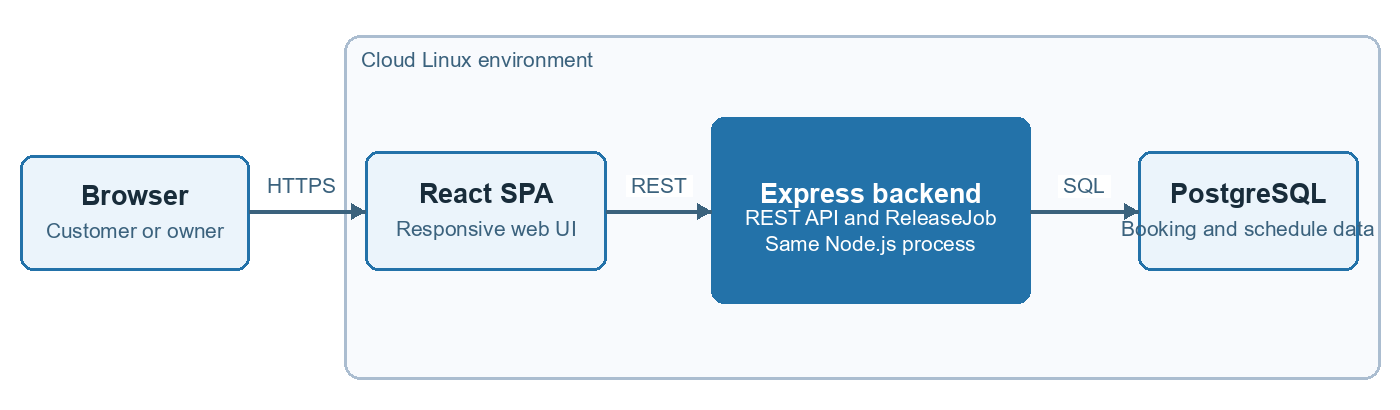 Cloud Linux environment
Browser
Customer or owner
HTTPS
React SPA
Responsive web UI
REST
Express backend
REST API and ReleaseJob
Same Node.js process
SQL
PostgreSQL
Booking and schedule data